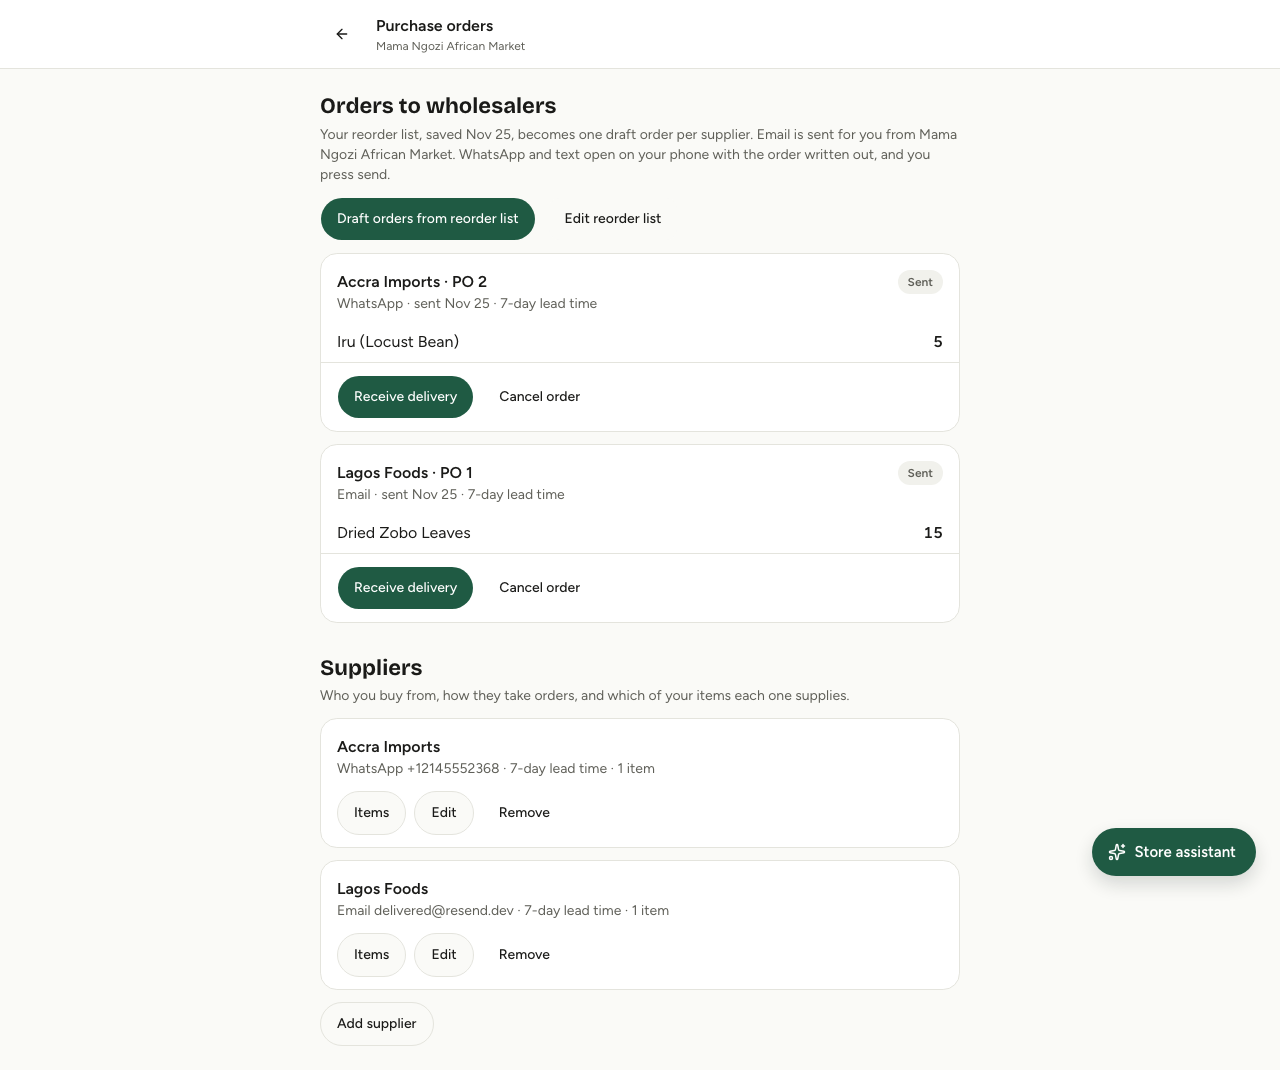 Purchase orders
Mama Ngozi African Market
Orders to wholesalers
Your reorder list, saved Nov 25, becomes one draft order per supplier. Email is sent for you from Mama
Ngozi African Market. WhatsApp and text open on your phone with the order written out, and you
press send.
Draft orders from reorder list
Edit reorder list
Accra Imports · PO 2
Sent
WhatsApp · sent Nov 25 · 7-day lead time
Iru (Locust Bean)
5
Receive delivery
Cancel order
Lagos Foods · PO 1
Sent
Email · sent Nov 25 · 7-day lead time
Dried Zobo Leaves
15
Receive delivery
Cancel order
Suppliers
Who you buy from, how they take orders, and which of your items each one supplies.
Accra Imports
WhatsApp +12145552368 · 7-day lead time · 1 item
Items
Edit
Remove
Store assistant
Lagos Foods
Email delivered@resend.dev · 7-day lead time · 1 item
Items
Edit
Remove
Add supplier